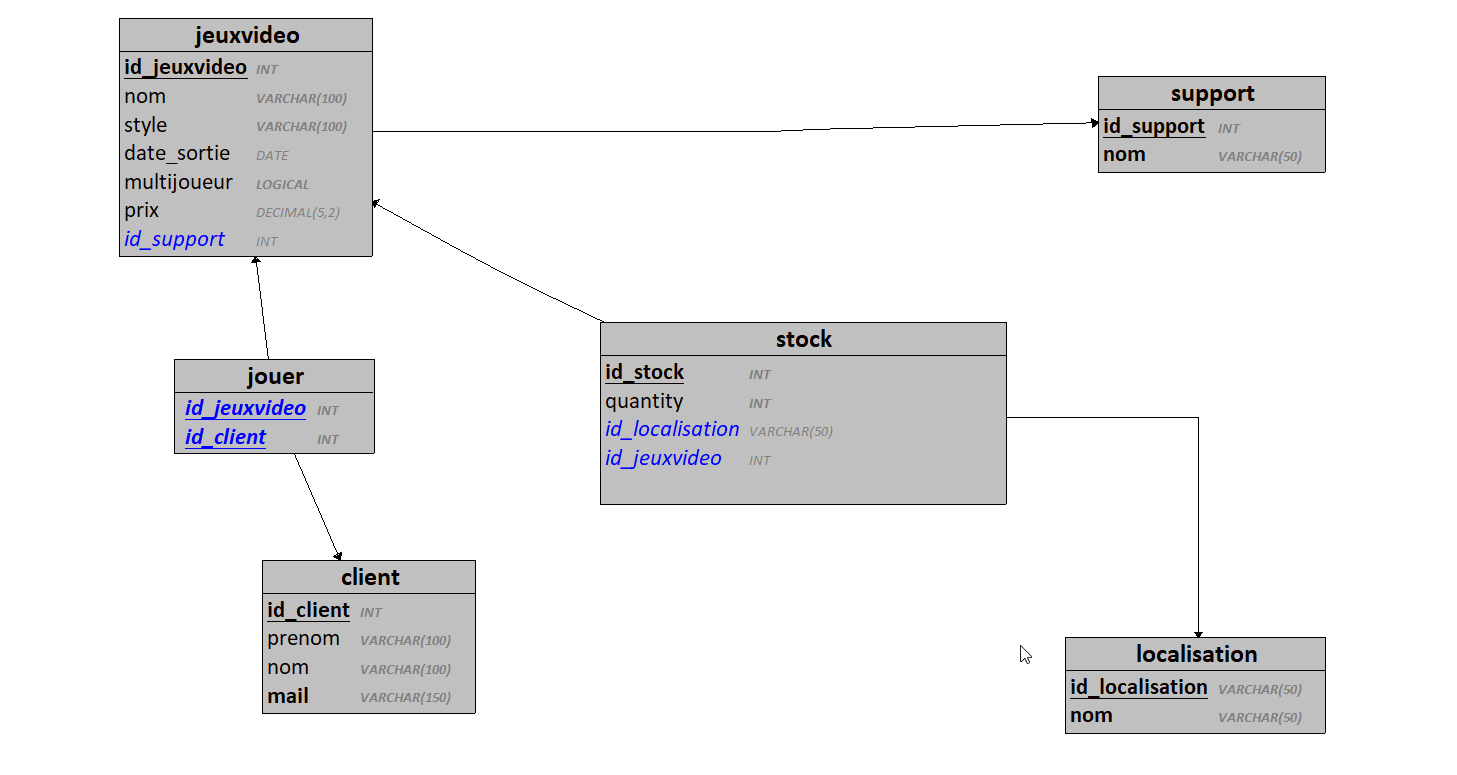 jeuxvideo
id_jeuxvideo INT
nom VARCHAR(100)
style VARCHAR(100)
date_sortie DATE
multijoueur LOGICAL
prix DECIMAL(5,2)
id_support INT
support
id_support INT
nom VARCHAR(50)
jouer
id_jeuxvideo INT
id_client INT
stock
id_stock INT
quantity INT
id_localisation VARCHAR(50)
id_jeuxvideo INT
client
id_client INT
prenom VARCHAR(100)
nom VARCHAR(100)
mail VARCHAR(150)
localisation
id_localisation VARCHAR(50)
nom VARCHAR(50)